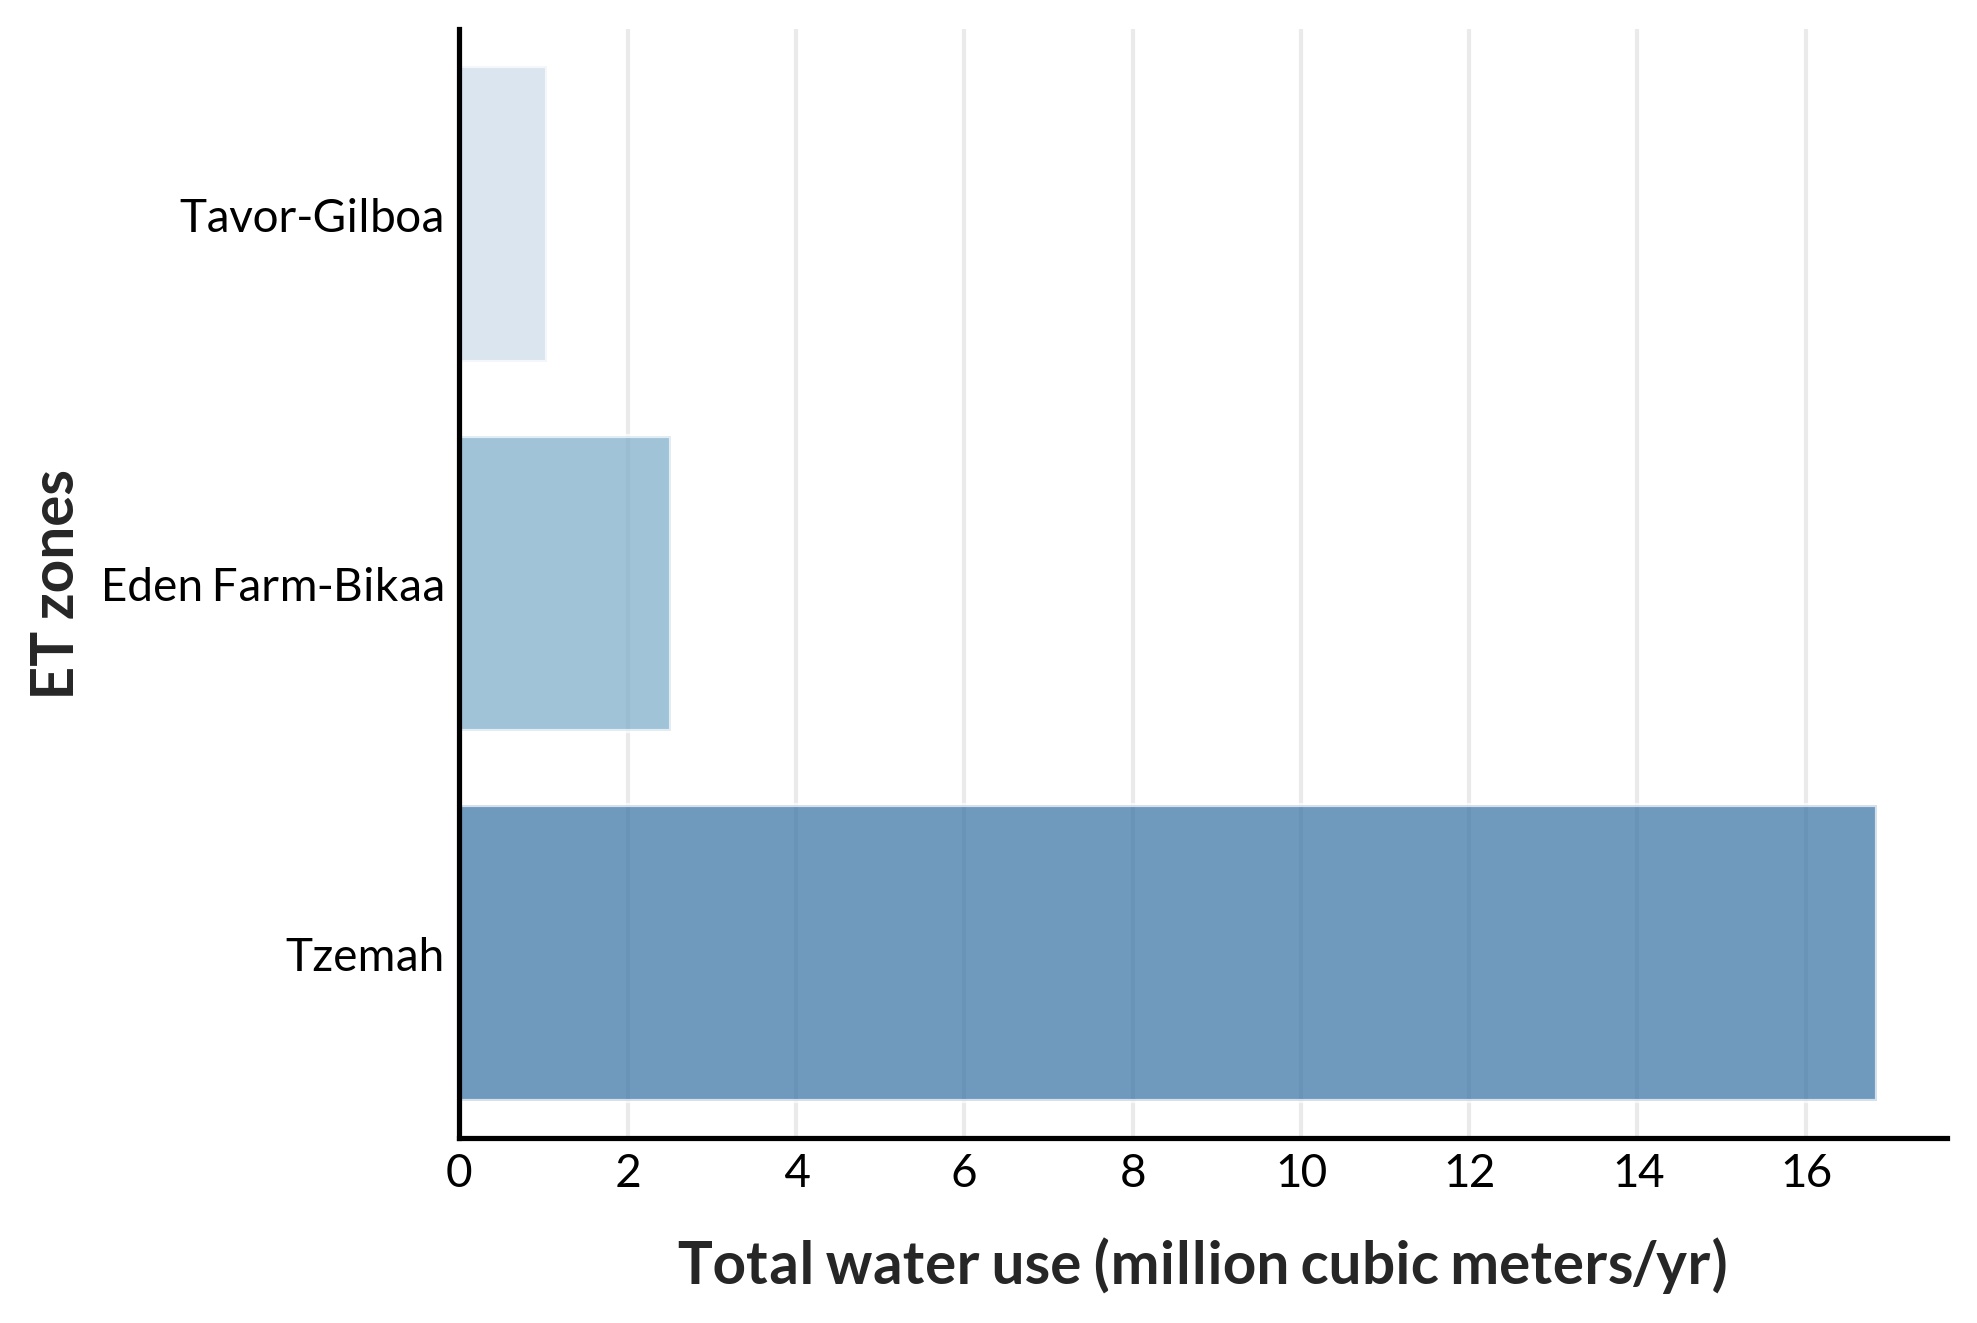 Tavor-Gilboa
Eden Farm-Bikaa
Tzemah
ET zones
0 2 4 6 8 10 12 14 16
Total water use (million cubic meters/yr)